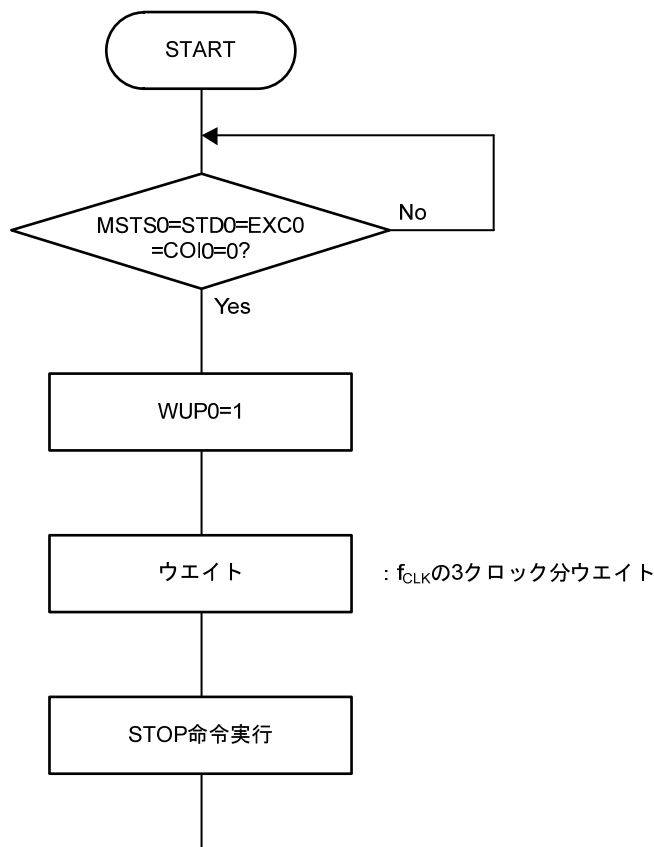 START
No
MSTS0=STD0=EXC0
=COI0=0?
Yes
WUP0=1
ウエイト
：fCLKの3クロック分ウエイト
STOP命令実行